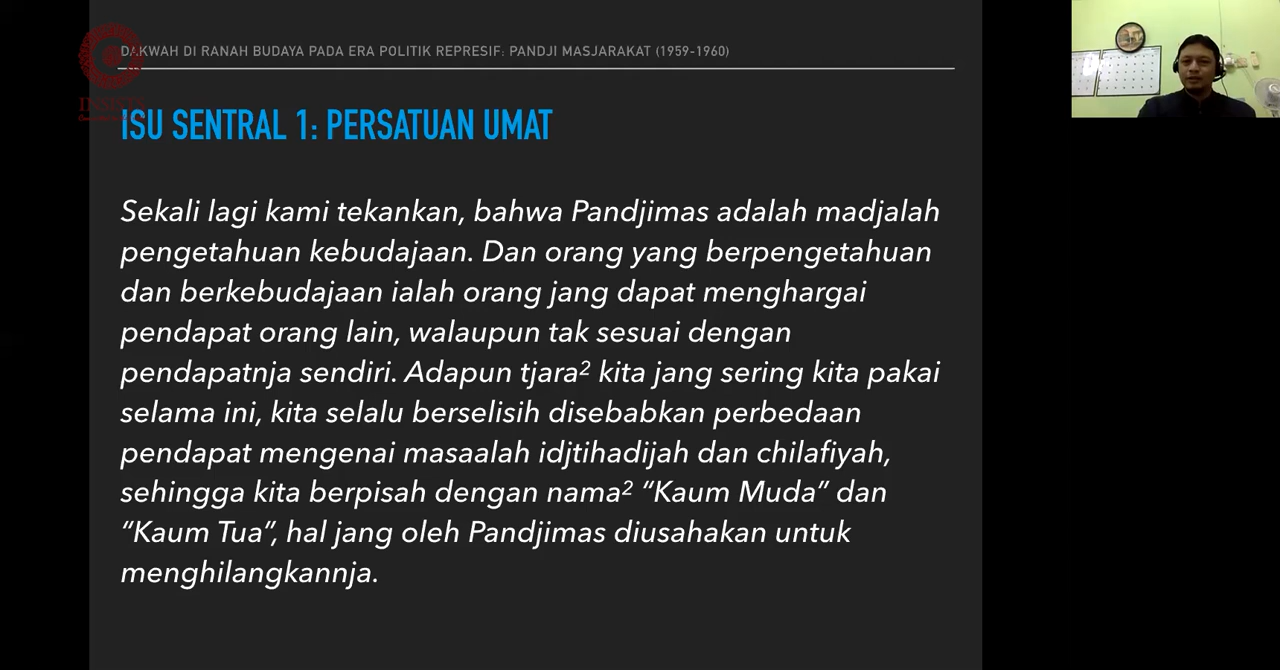 DAKWAH DI RANAH BUDAYA PADA ERA POLITIK REPRESIF: PANDJI MASJARAKAT (1959-1960)
INSISTS
ISU SENTRAL 1: PERSATUAN UMAT
Sekali lagi kami tekankan, bahwa Pandjimas adalah madjalah
pengetahuan kebudajaan. Dan orang yang berpengetahuan
dan berkebudajaan ialah orang jang dapat menghargai
pendapat orang lain, walaupun tak sesuai dengan
pendapatnja sendiri. Adapun tjara² kita jang sering kita pakai
selama ini, kita selalu berselisih disebabkan perbedaan
pendapat mengenai masaalah idjtihadijah dan chilafiyah,
sehingga kita berpisah dengan nama² “Kaum Muda” dan
“Kaum Tua”, hal jang oleh Pandjimas diusahakan untuk
menghilangkannja.